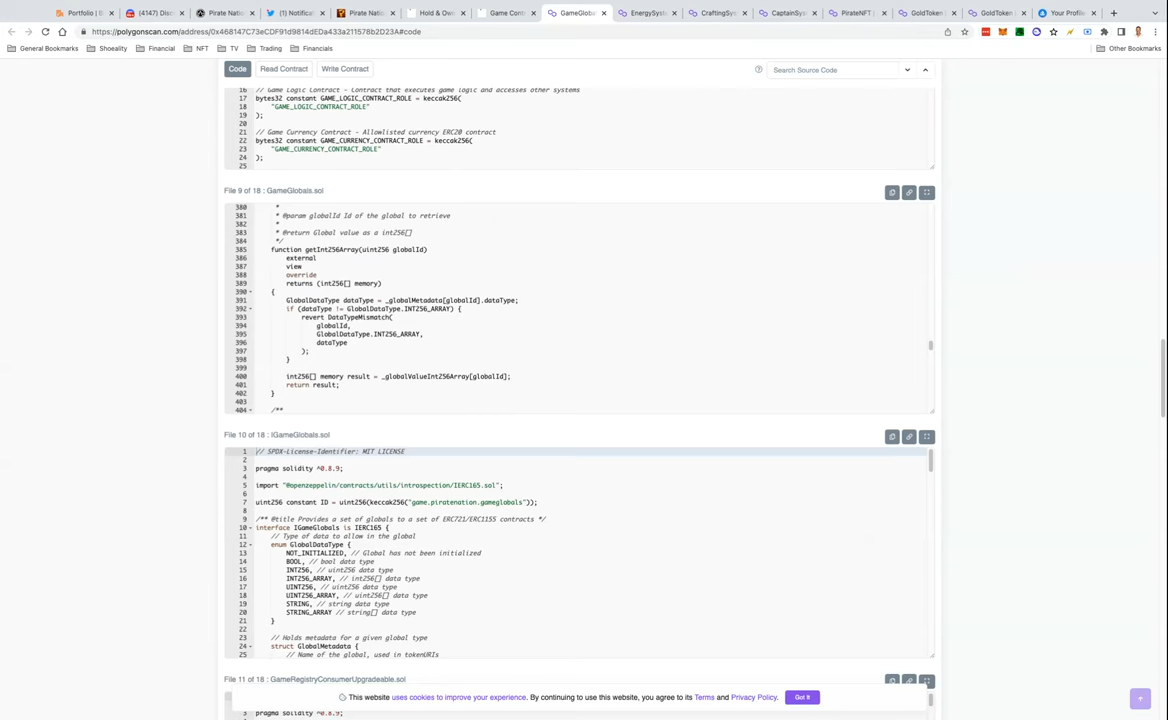 Portfolio | B
(4147) Disc
Pirate Natio
(1) Notificat
Pirate Natio
Hold & Own
Game Contr
GameGlobal
EnergySyste
CraftingSys
CaptainSyst
PirateNFT |
GoldToken |
GoldToken |
Your Profile
https://polygonscan.com/address/0x468147C73eCDF91d9814dEDa433a211578b2D23A#code
General Bookmarks
Shoeality
Financial
NFT
TV
Trading
Financials
Other Bookmarks
Code
Read Contract
Write Contract
Search Source Code
16 // Game Logic Contract - Contract that executes game logic and accesses other systems
17 bytes32 constant GAME_LOGIC_CONTRACT_ROLE = keccak256(
18 "GAME_LOGIC_CONTRACT_ROLE"
19 );
20
21 // Game Currency Contract - Allowlisted currency ERC20 contract
22 bytes32 constant GAME_CURRENCY_CONTRACT_ROLE = keccak256(
23 "GAME_CURRENCY_CONTRACT_ROLE"
24 );
25
File 9 of 18 : GameGlobals.sol
380 *
381 * @param globalId Id of the global to retrieve
382 *
383 * @return Global value as a int256[]
384 */
385 function getInt256Array(uint256 globalId)
386 external
387 view
388 override
389 returns (int256[] memory)
390 {
391 GlobalDataType dataType = _globalMetadata[globalId].dataType;
392 if (dataType != GlobalDataType.INT256_ARRAY) {
393 revert DataTypeMismatch(
394 globalId,
395 GlobalDataType.INT256_ARRAY,
396 dataType
397 );
398 }
399
400 int256[] memory result = _globalValueInt256Array[globalId];
401 return result;
402 }
403
404 /**
File 10 of 18 : IGameGlobals.sol
1 // SPDX-License-Identifier: MIT LICENSE
2
3 pragma solidity ^0.8.9;
4
5 import "@openzeppelin/contracts/utils/introspection/IERC165.sol";
6
7 uint256 constant ID = uint256(keccak256("game.piratenation.gameglobals"));
8
9 /** @title Provides a set of globals to a set of ERC721/ERC1155 contracts */
10 interface IGameGlobals is IERC165 {
11 // Type of data to allow in the global
12 enum GlobalDataType {
13 NOT_INITIALIZED, // Global has not been initialized
14 BOOL, // bool data type
15 INT256, // uint256 data type
16 INT256_ARRAY, // int256[] data type
17 UINT256, // uint256 data type
18 UINT256_ARRAY, // uint256[] data type
19 STRING, // string data type
20 STRING_ARRAY // string[] data type
21 }
22
23 // Holds metadata for a given global type
24 struct GlobalMetadata {
25 // Name of the global, used in tokenURIs
File 11 of 18 : GameRegistryConsumerUpgradeable.sol
This website uses cookies to improve your experience. By continuing to use this website, you agree to its Terms and Privacy Policy.
Got It
3 pragma solidity ^0.8.9;